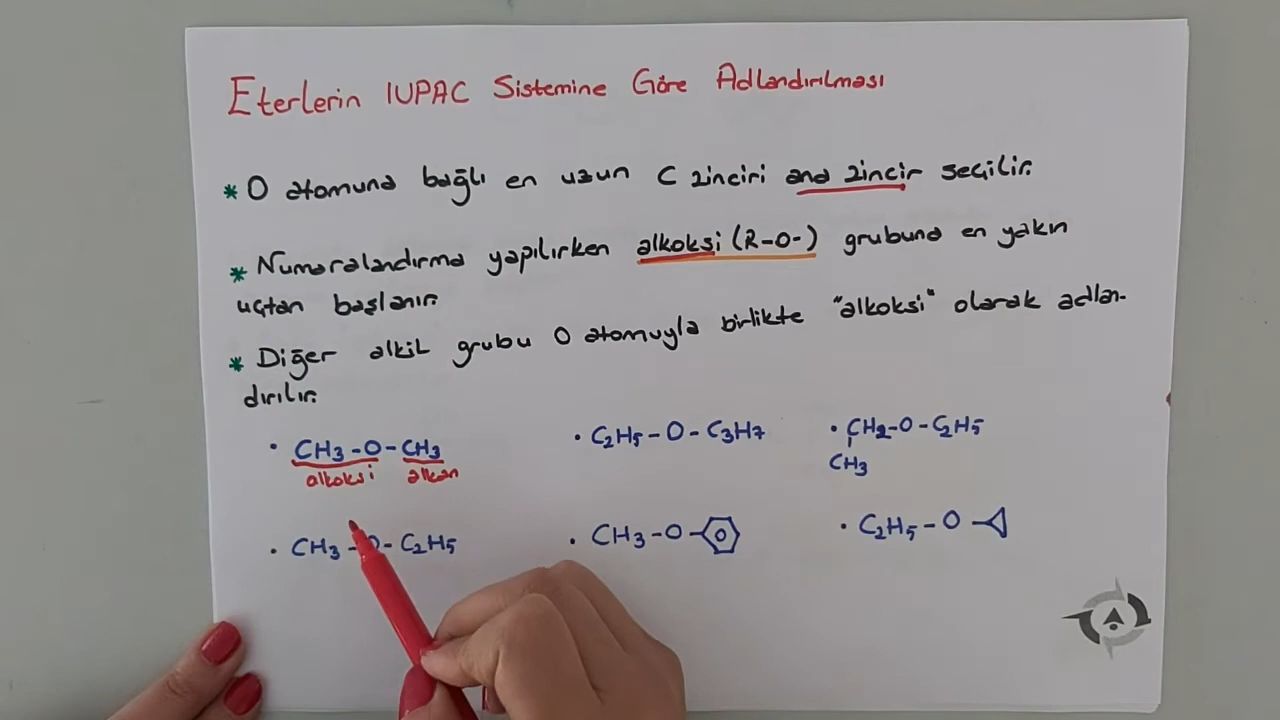 Eterlerin IUPAC Sistemine Göre Adlandırılması
* O atomuna bağlı en uzun C zinciri ana zincir seçilir.
* Numaralandırma yapılırken alkoksi (R-O-) grubuna en yakın
uçtan başlanır.
* Diğer alkil grubu O atomuyla birlikte "alkoksi" olarak adlan-
dırılır.
• CH3-O-CH3
alkoksi alkan
• C2H5-O-C3H7
• CH2-O-C2H5
CH3
• CH3-O-C2H5
• CH3-O-
• C2H5-O-